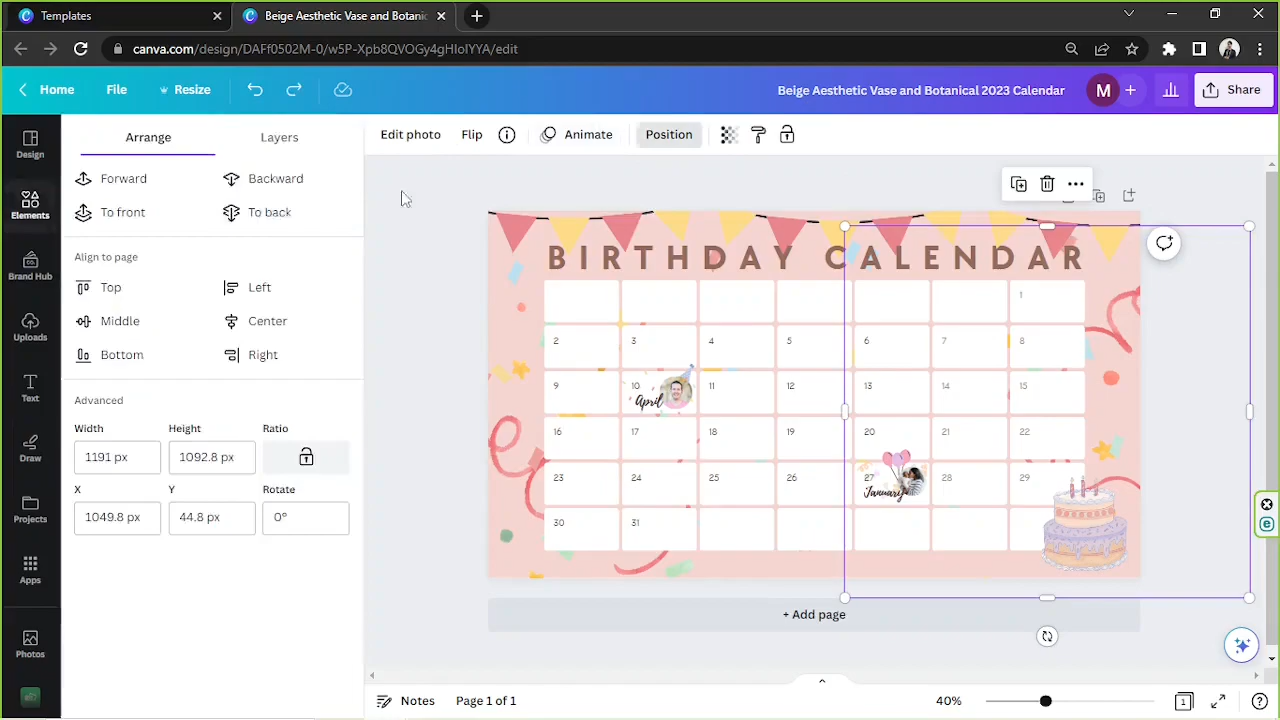 Templates
Beige Aesthetic Vase and Botanic
canva.com/design/DAFf0502M-0/w5P-Xpb8QVOGy4gHIoIYYA/edit
Home
File
Resize
Beige Aesthetic Vase and Botanical 2023 Calendar
M
Share
Design
Elements
Brand Hub
Uploads
Text
Draw
Projects
Apps
Photos
Arrange
Layers
Forward
Backward
To front
To back
Align to page
Top
Left
Middle
Center
Bottom
Right
Advanced
Width
Height
Ratio
1191 px
1092.8 px
X
Y
Rotate
1049.8 px
44.8 px
0°
Edit photo
Flip
Animate
Position
BIRTHDAY CALENDAR
1
2 3 4 5 6 7 8
9 10 11 12 13 14 15
April
16 17 18 19 20 21 22
23 24 25 26 27 28 29
January
30 31
+ Add page
Notes
Page 1 of 1
40%
1